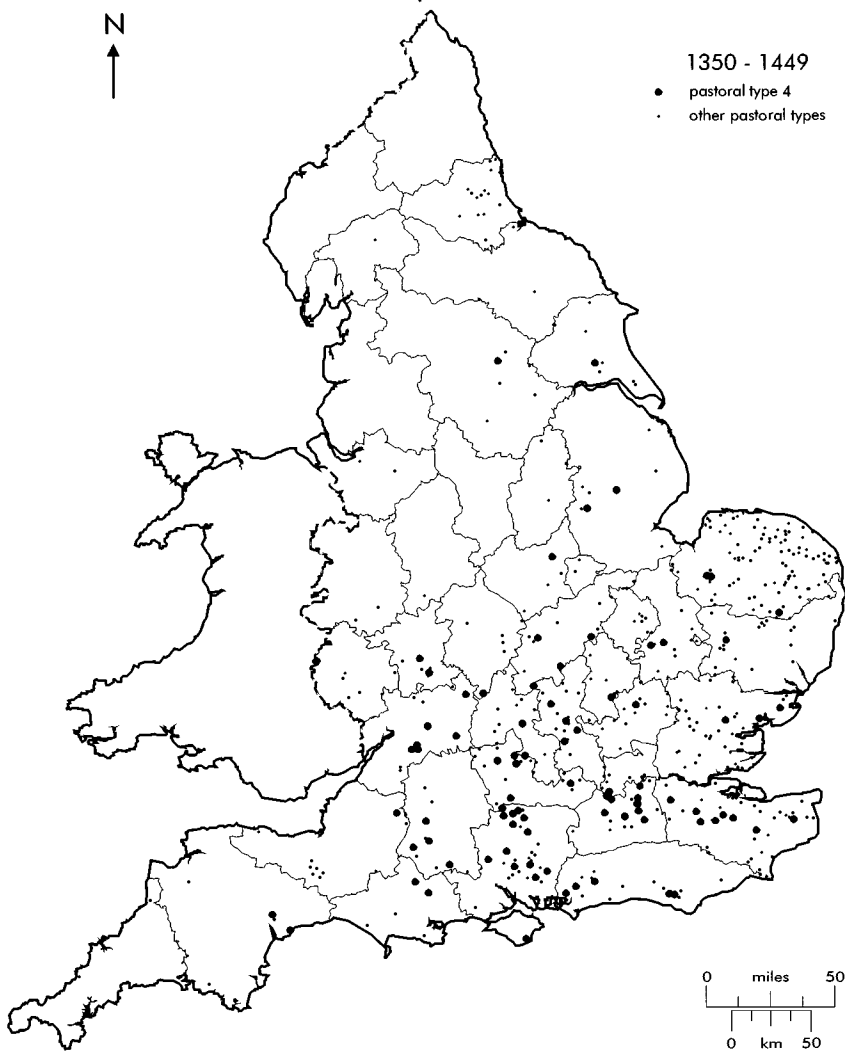 N
1350 - 1449
pastoral type 4
other pastoral types
0 miles 50
0 km 50